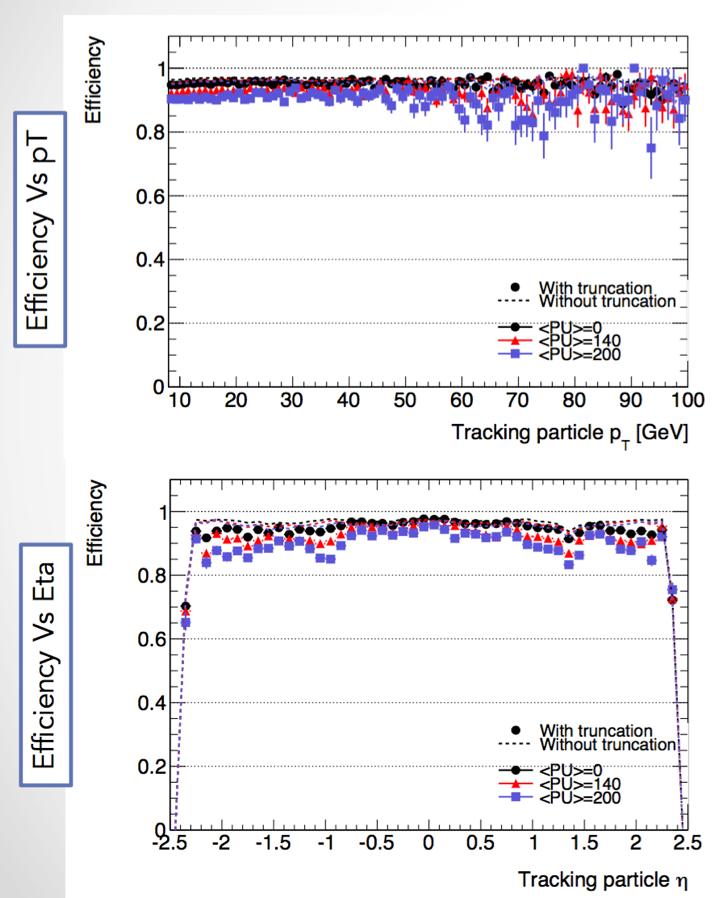 Efficiency Vs pT
Efficiency
1
0.8
0.6
0.4
0.2
0
10 20 30 40 50 60 70 80 90 100
Tracking particle pT [GeV]
With truncation
Without truncation
<PU>=0
<PU>=140
<PU>=200
Efficiency Vs Eta
Efficiency
1
0.8
0.6
0.4
0.2
0
-2.5 -2 -1.5 -1 -0.5 0 0.5 1 1.5 2 2.5
Tracking particle η
With truncation
Without truncation
<PU>=0
<PU>=140
<PU>=200